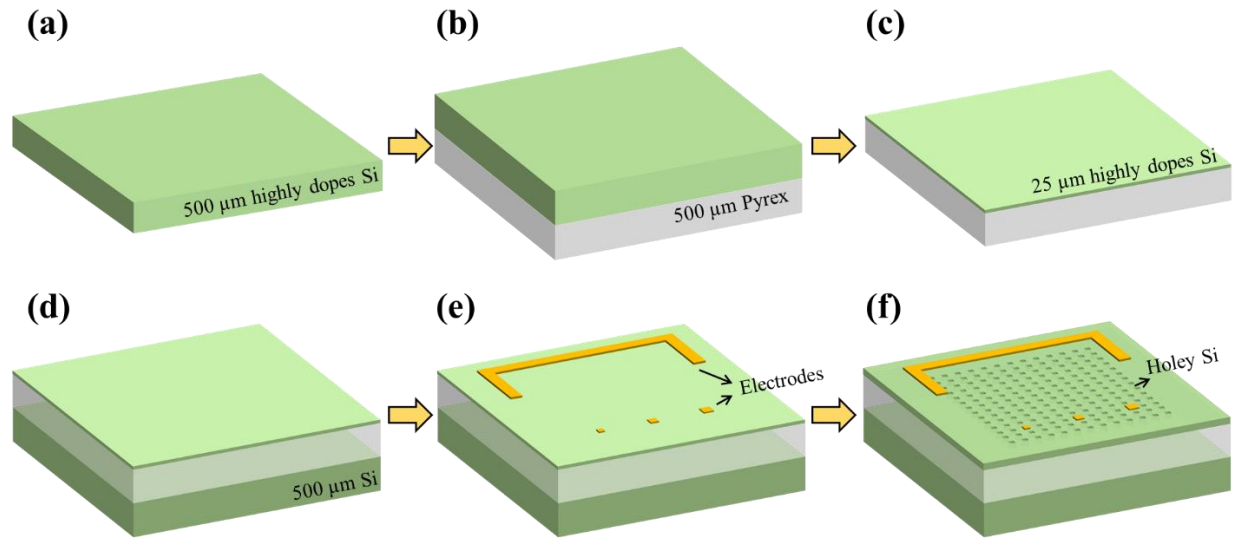 (a)
(b)
(c)
500 µm highly dopes Si
500 µm Pyrex
25 µm highly dopes Si
(d)
(e)
(f)
500 µm Si
Electrodes
Holey Si